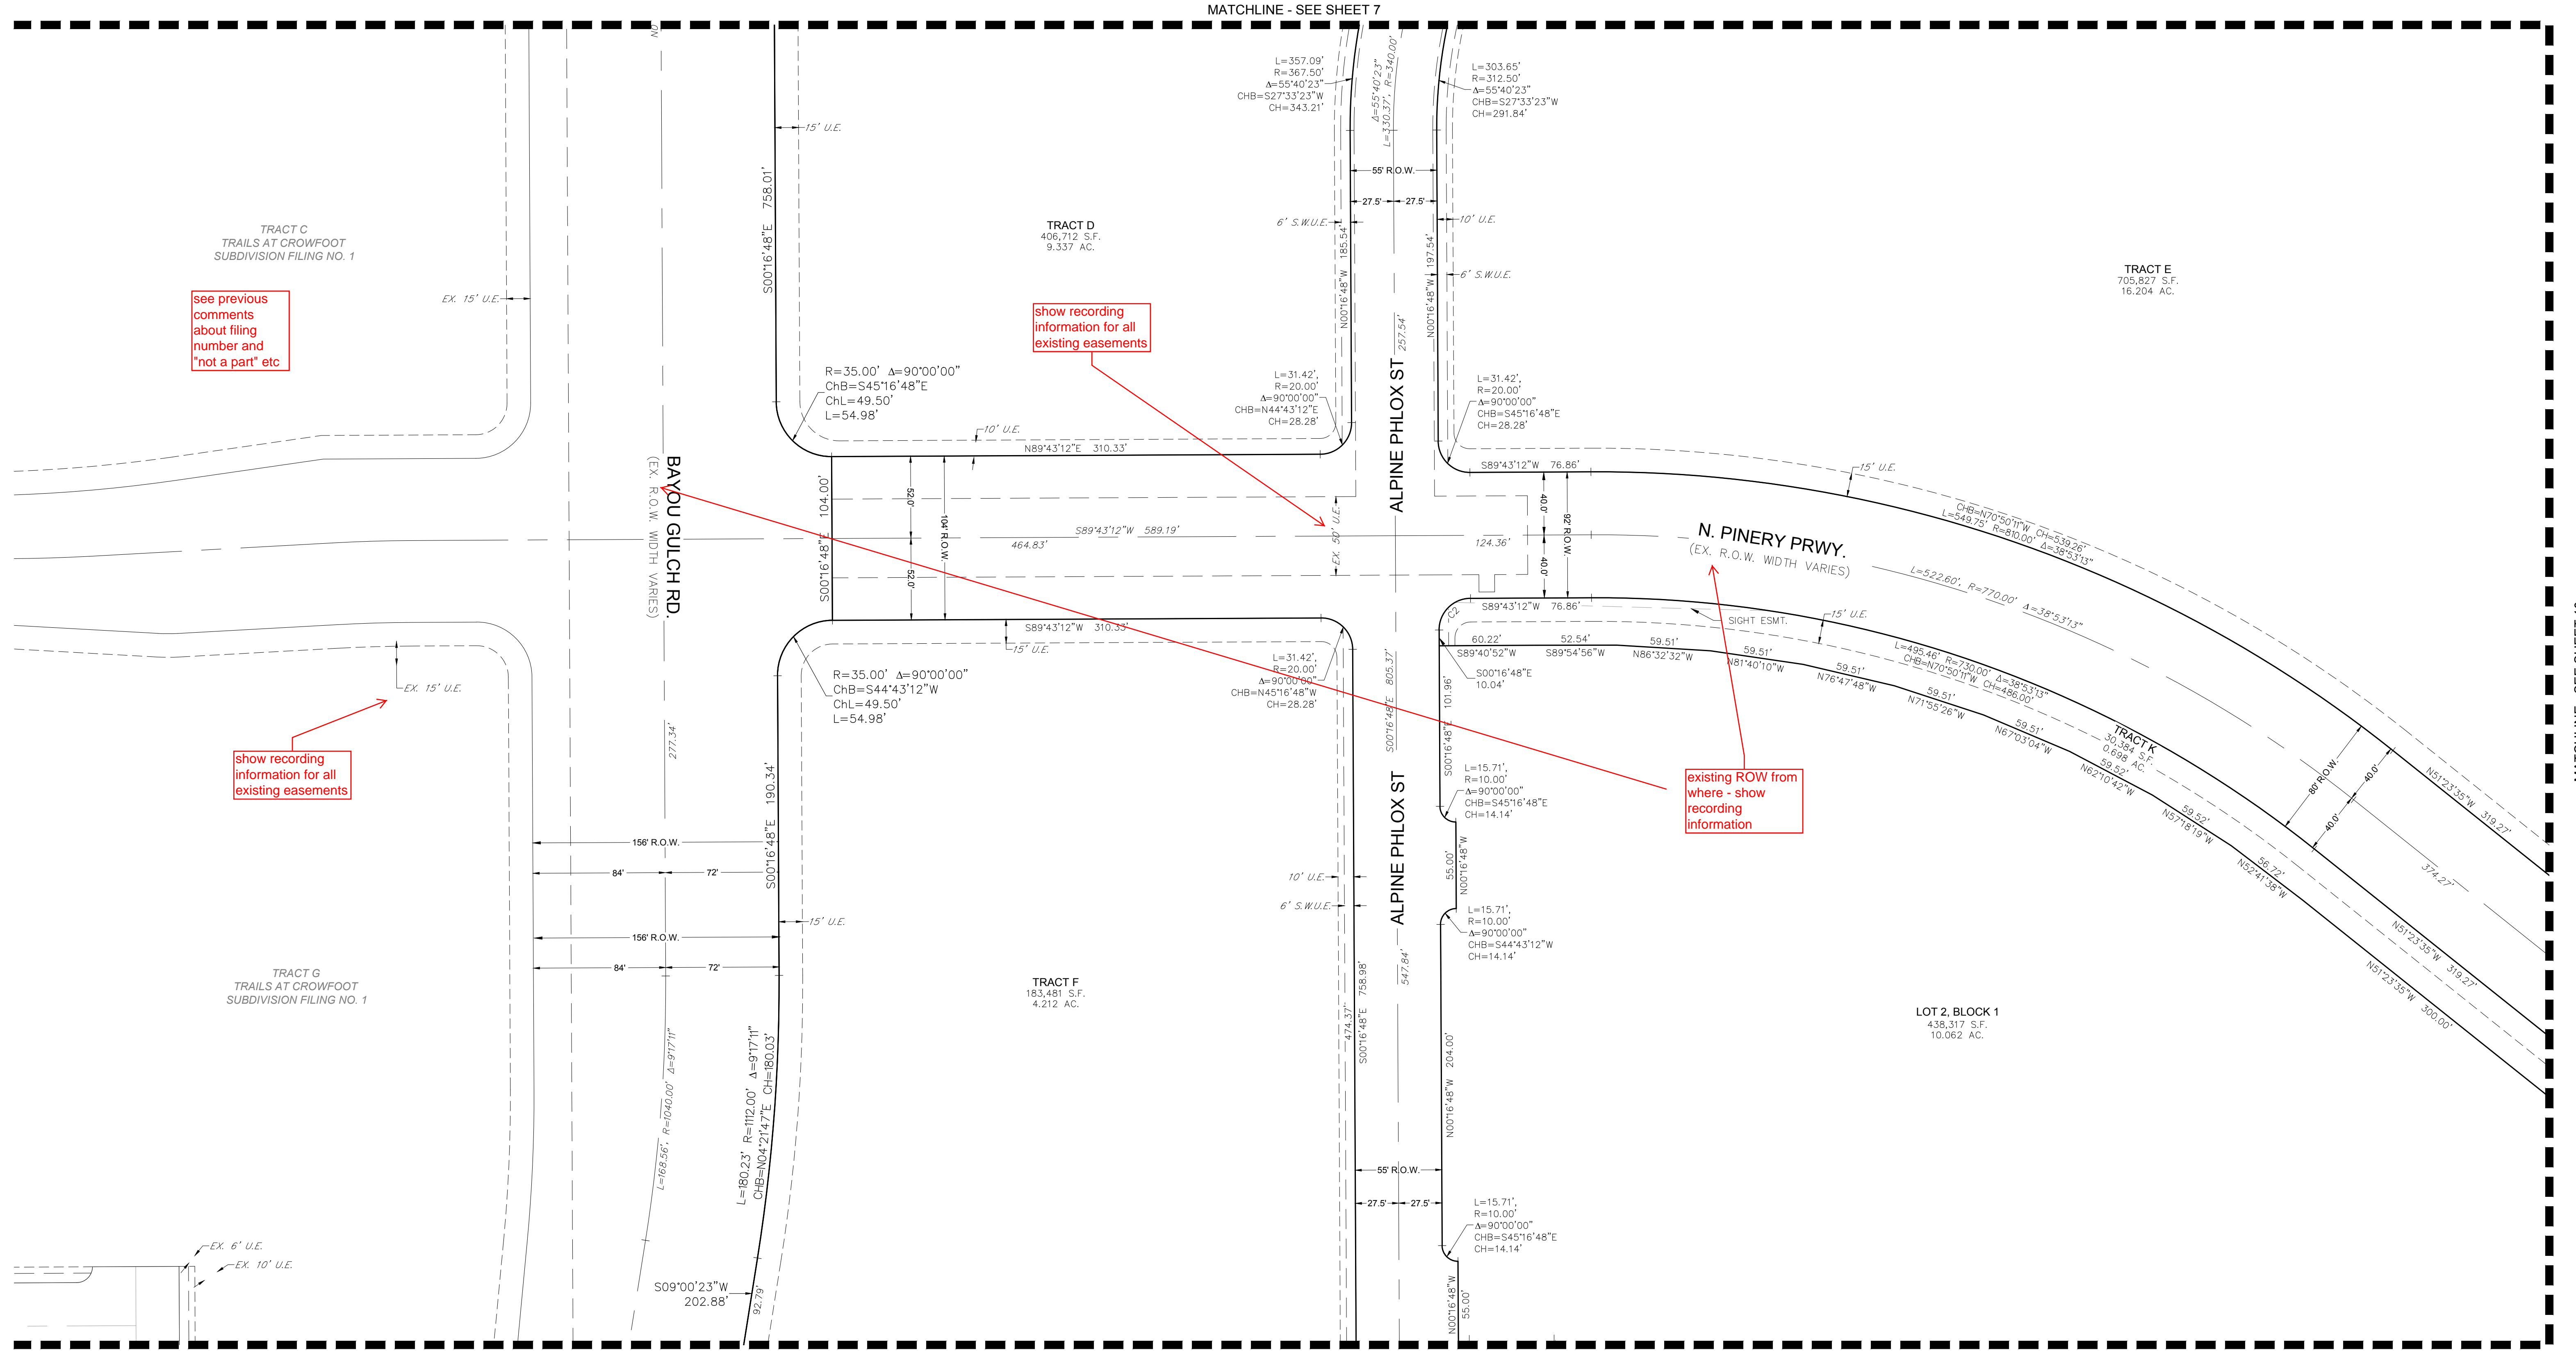 MATCHLINE - SEE SHEET 7
TRACT C
TRAILS AT CROWFOOT
SUBDIVISION FILING NO. 1
see previous
comments
about filing
number and
"not a part" etc
EX. 15' U.E.
S00°16'48"E 758.01'
15' U.E.
TRACT D
406,712 S.F.
9.337 AC.
show recording
information for all
existing easements
R=35.00' Δ=90°00'00"
ChB=S45°16'48"E
ChL=49.50'
L=54.98'
10' U.E.
N89°43'12"E 310.33'
L=357.09'
R=367.50'
Δ=55°40'23"
CHB=S27°33'23"W
CH=343.21'
Δ=55°40'23"
L=330.37', R=340.00'
L=303.65'
R=312.50'
Δ=55°40'23"
CHB=S27°33'23"W
CH=291.84'
55' R.O.W.
27.5'
27.5'
6' S.W.U.E.
10' U.E.
6' S.W.U.E.
N00°16'48"W 185.54'
N00°16'48"W 197.54'
257.54'
ALPINE PHLOX ST
L=31.42',
R=20.00'
Δ=90°00'00"
CHB=N44°43'12"E
CH=28.28'
L=31.42',
R=20.00'
Δ=90°00'00"
CHB=S45°16'48"E
CH=28.28'
TRACT E
705,827 S.F.
16.204 AC.
S89°43'12"W 76.86'
15' U.E.
CHB=N70°50'11"W CH=539.26'
L=549.75' R=810.00' Δ=38°53'13"
BAYOU GULCH RD.
(EX. R.O.W. WIDTH VARIES)
S00°16'48"E 104.00'
52.0'
52.0'
104' R.O.W.
S89°43'12"W 589.19'
464.83'
EX. 50' U.E.
124.36'
40.0'
40.0'
92' R.O.W.
N. PINERY PRWY.
(EX. R.O.W. WIDTH VARIES)
L=522.60', R=770.00' Δ=38°53'13"
S89°43'12"W 310.33'
15' U.E.
C2
S89°43'12"W 76.86'
SIGHT ESMT.
15' U.E.
L=495.46' R=730.00' Δ=38°53'13"
CHB=N70°50'11"W CH=486.00'
60.22'
S89°40'52"W
52.54'
S89°54'56"W
59.51'
N86°32'32"W
59.51'
N81°40'10"W
59.51'
N76°47'48"W
59.51'
N71°55'26"W
59.51'
N67°03'04"W
59.52'
N62°10'42"W
59.52'
N57°18'19"W
56.72'
N52°41'38"W
TRACT K
30,384 S.F.
0.698 AC.
80' R.O.W.
40.0'
40.0'
N51°23'35"W 319.27'
374.27'
N51°23'35"W 319.27'
N51°23'35"W 300.00'
S00°16'48"E
10.04'
EX. 15' U.E.
show recording
information for all
existing easements
R=35.00' Δ=90°00'00"
ChB=S44°43'12"W
ChL=49.50'
L=54.98'
277.34'
S00°16'48"E 190.34'
L=31.42',
R=20.00'
Δ=90°00'00"
CHB=N45°16'48"W
CH=28.28'
S00°16'48"E 805.37'
S00°16'48"E 101.96'
L=15.71',
R=10.00'
Δ=90°00'00"
CHB=S45°16'48"E
CH=14.14'
existing ROW from
where - show
recording
information
156' R.O.W.
84'
72'
15' U.E.
156' R.O.W.
84'
72'
10' U.E.
6' S.W.U.E.
ALPINE PHLOX ST
55.00'
N00°16'48"W
L=15.71',
R=10.00'
Δ=90°00'00"
CHB=S44°43'12"W
CH=14.14'
547.84'
TRACT G
TRAILS AT CROWFOOT
SUBDIVISION FILING NO. 1
TRACT F
183,481 S.F.
4.212 AC.
474.37'
S00°16'48"E 758.98'
LOT 2, BLOCK 1
438,317 S.F.
10.062 AC.
L=168.56', R=1040.00' Δ=9°17'11"
L=180.23' R=1112.00' Δ=9°17'11"
CHB=N04°21'47"E CH=180.03'
N00°16'48"W 204.00'
55' R.O.W.
27.5'
27.5'
L=15.71',
R=10.00'
Δ=90°00'00"
CHB=S45°16'48"E
CH=14.14'
EX. 6' U.E.
EX. 10' U.E.
S09°00'23"W
202.88'
92.79'
N00°16'48"W
55.00'